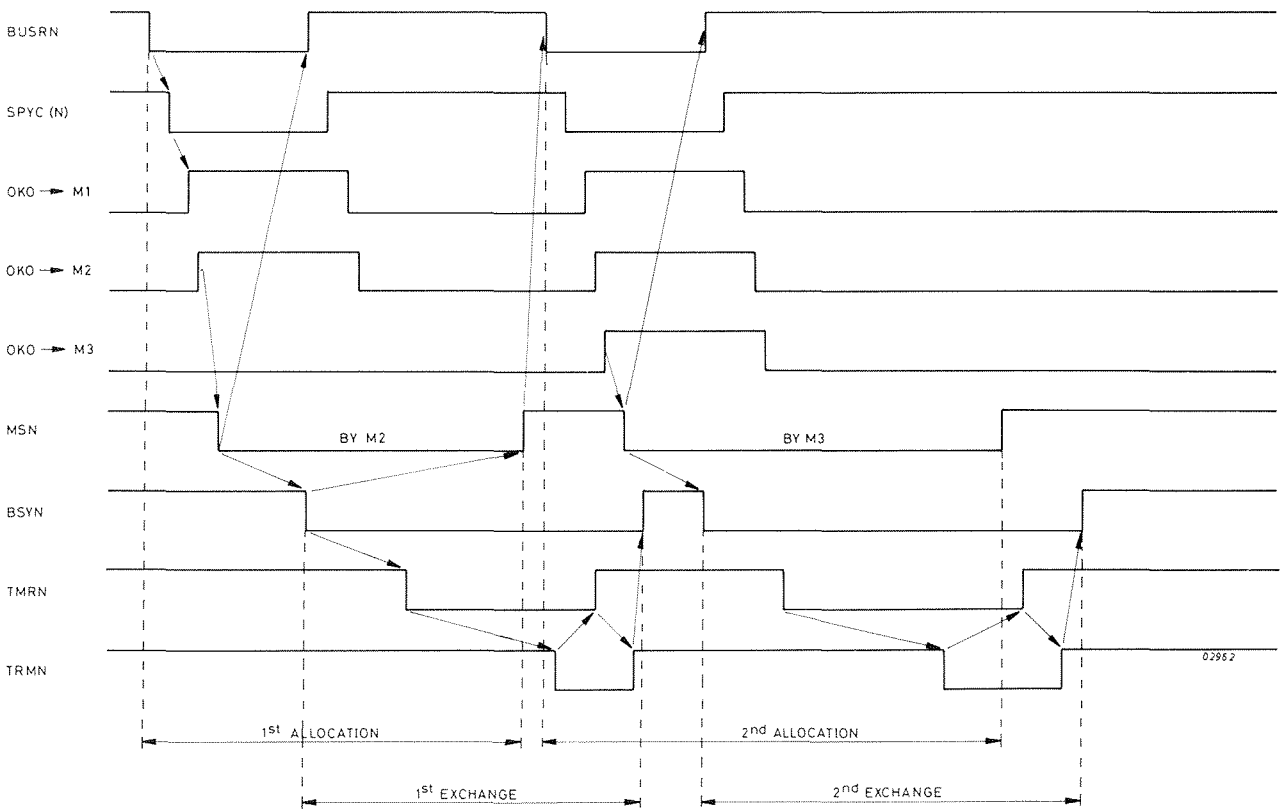 BUSRN
SPYC (N)
OKO → M1
OKO → M2
OKO → M3
MSN
BY M2
BY M3
BSYN
TMRN
TRMN
02962
1st ALLOCATION
2nd ALLOCATION
1st EXCHANGE
2nd EXCHANGE